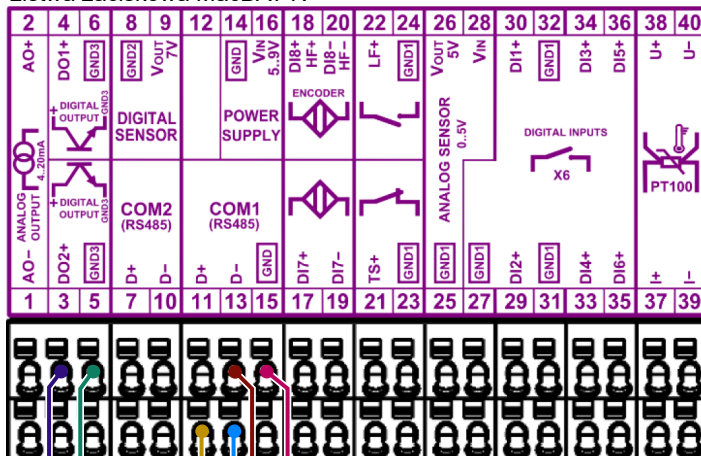 2 4 6 8 9 12 14 16 18 20 22 24 26 28 30 32 34 36 38 40
AO+ DO1+ GND3 GND2 VOUT 7V GND VIN 5..9V DI8+ HF+ DI8- HF- LF+ GND1 VOUT 5V VIN DI1+ GND1 DI3+ DI5+ U+ U-
+ DIGITAL OUTPUT GND3
DIGITAL SENSOR
POWER SUPPLY
ENCODER
ANALOG SENSOR
0..5V
DIGITAL INPUTS
X6
PT100
4..20mA
ANALOG OUTPUT
+ DIGITAL OUTPUT GND3
COM2
(RS485)
COM1
(RS485)
AO- DO2+ GND3 D+ D- D+ D- GND DI7+ DI7- TS+ GND1 GND1 GND1 DI2+ GND1 DI4+ DI6+ I+ I-
1 3 5 7 10 11 13 15 17 19 21 23 25 27 29 31 33 35 37 39